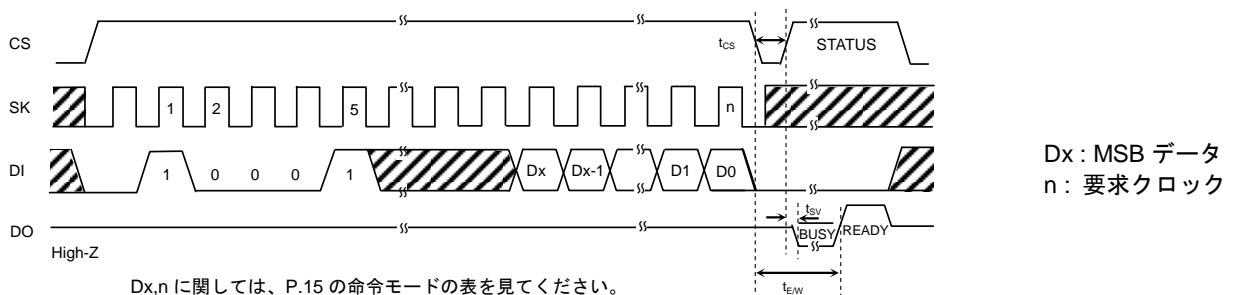 CS
tCS
STATUS
SK
1 2 5 n
DI
1 0 0 0 1 Dx Dx-1 D1 D0
tSV
DO
BUSY READY
High-Z
tE/W
Dx : MSB データ
n : 要求クロック
Dx,n に関しては、P.15 の命令モードの表を見てください。